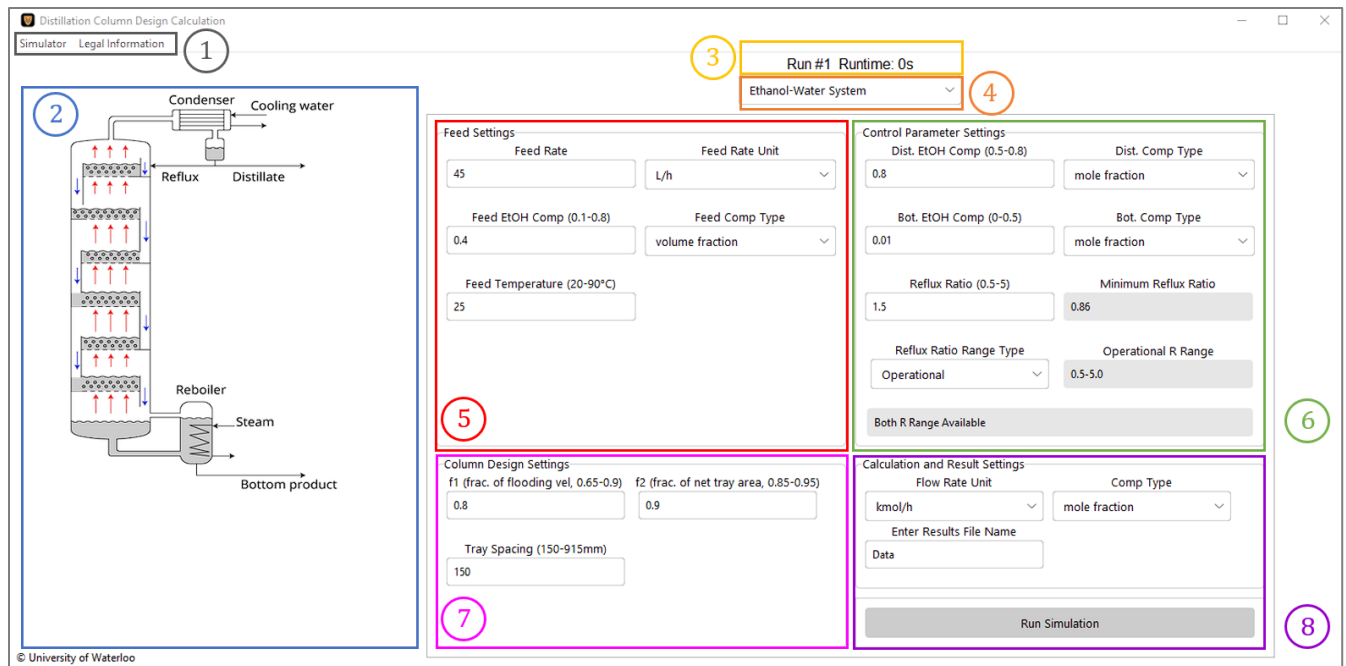 Distillation Column Design Calculation
Simulator Legal Information
1
2
Condenser
Cooling water
Reflux
Distillate
Reboiler
Steam
Bottom product
3
Run #1 Runtime: 0s
Ethanol-Water System
4
Feed Settings
Feed Rate Feed Rate Unit
45 L/h
Feed EtOH Comp (0.1-0.8) Feed Comp Type
0.4 volume fraction
Feed Temperature (20-90°C)
25
5
Control Parameter Settings
Dist. EtOH Comp (0.5-0.8) Dist. Comp Type
0.8 mole fraction
Bot. EtOH Comp (0-0.5) Bot. Comp Type
0.01 mole fraction
Reflux Ratio (0.5-5) Minimum Reflux Ratio
1.5 0.86
Reflux Ratio Range Type Operational R Range
Operational 0.5-5.0
Both R Range Available
6
Column Design Settings
f1 (frac. of flooding vel, 0.65-0.9) f2 (frac. of net tray area, 0.85-0.95)
0.8 0.9
Tray Spacing (150-915mm)
150
7
Calculation and Result Settings
Flow Rate Unit Comp Type
kmol/h mole fraction
Enter Results File Name
Data
Run Simulation
8
© University of Waterloo